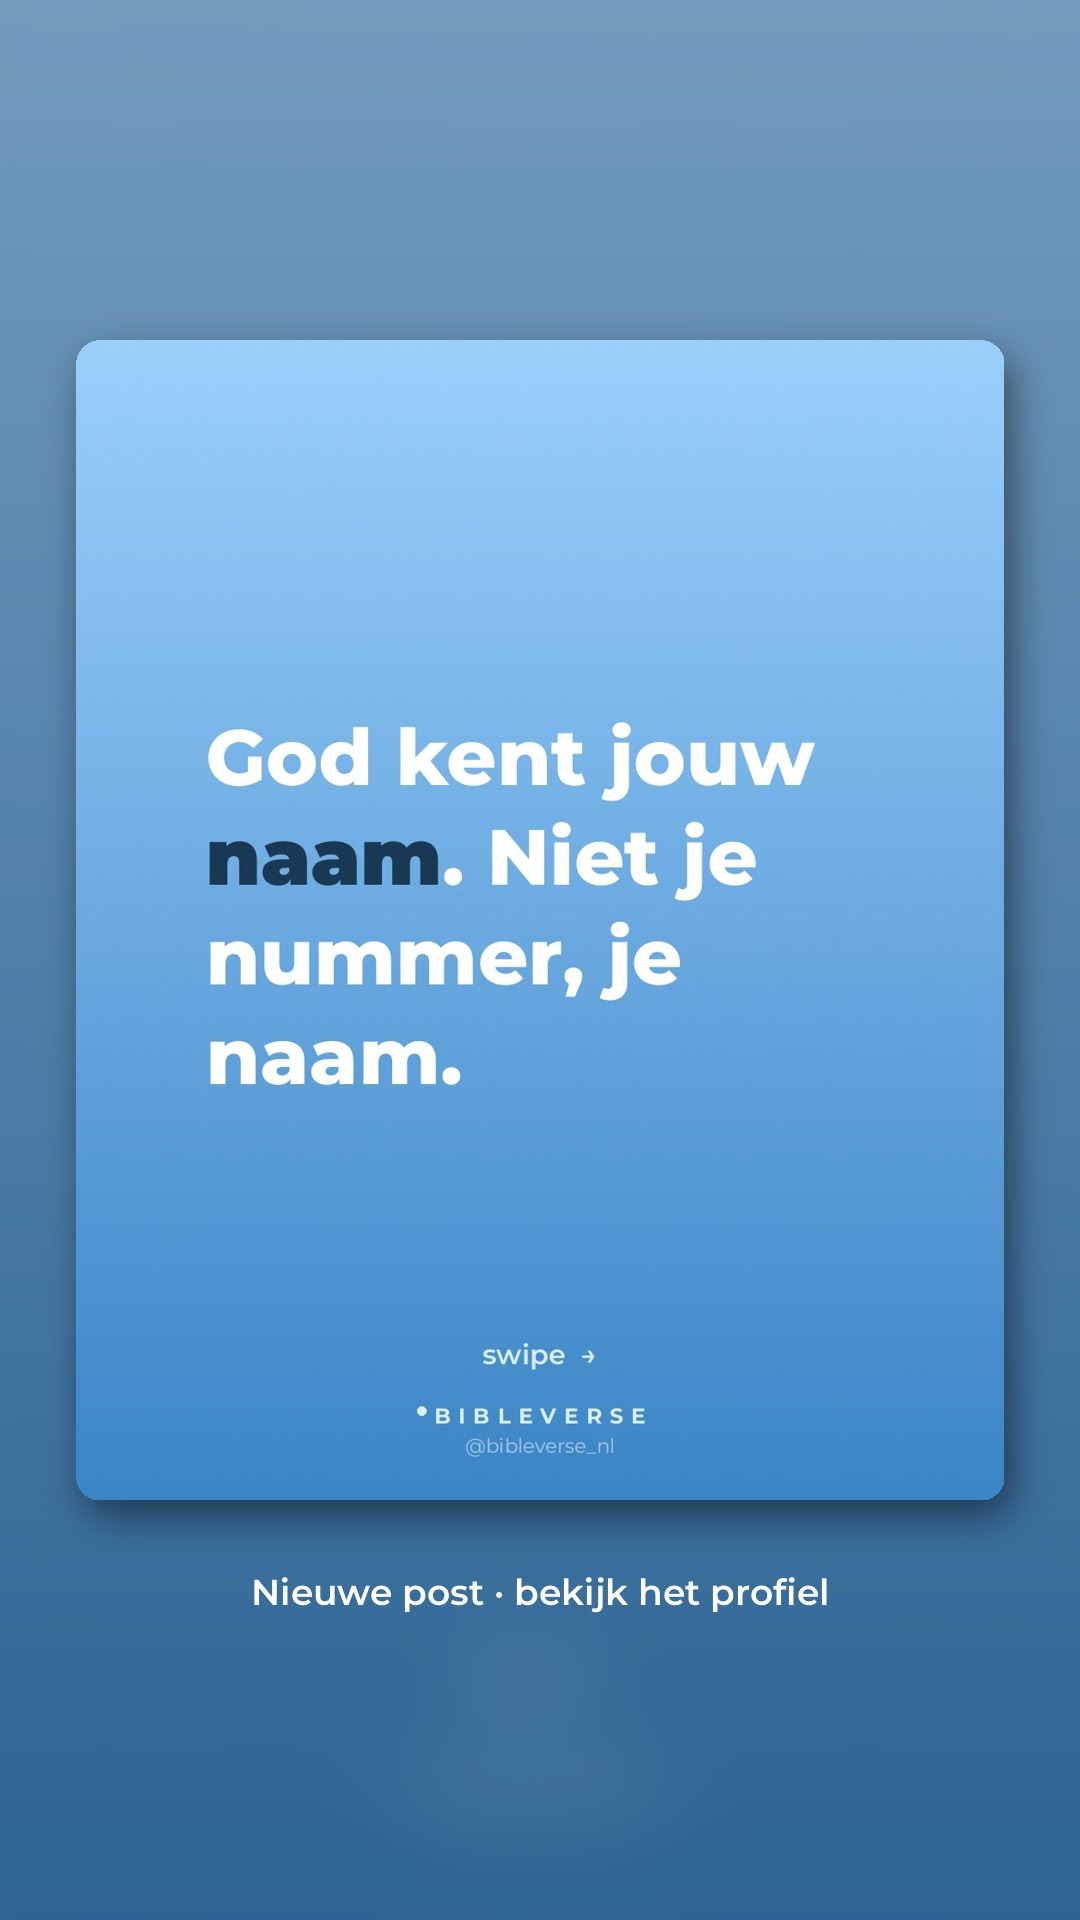 God kent jouw
naam. Niet je
nummer, je
naam.
swipe →
BIBLEVERSE
@bibleverse_nl
Nieuwe post · bekijk het profiel